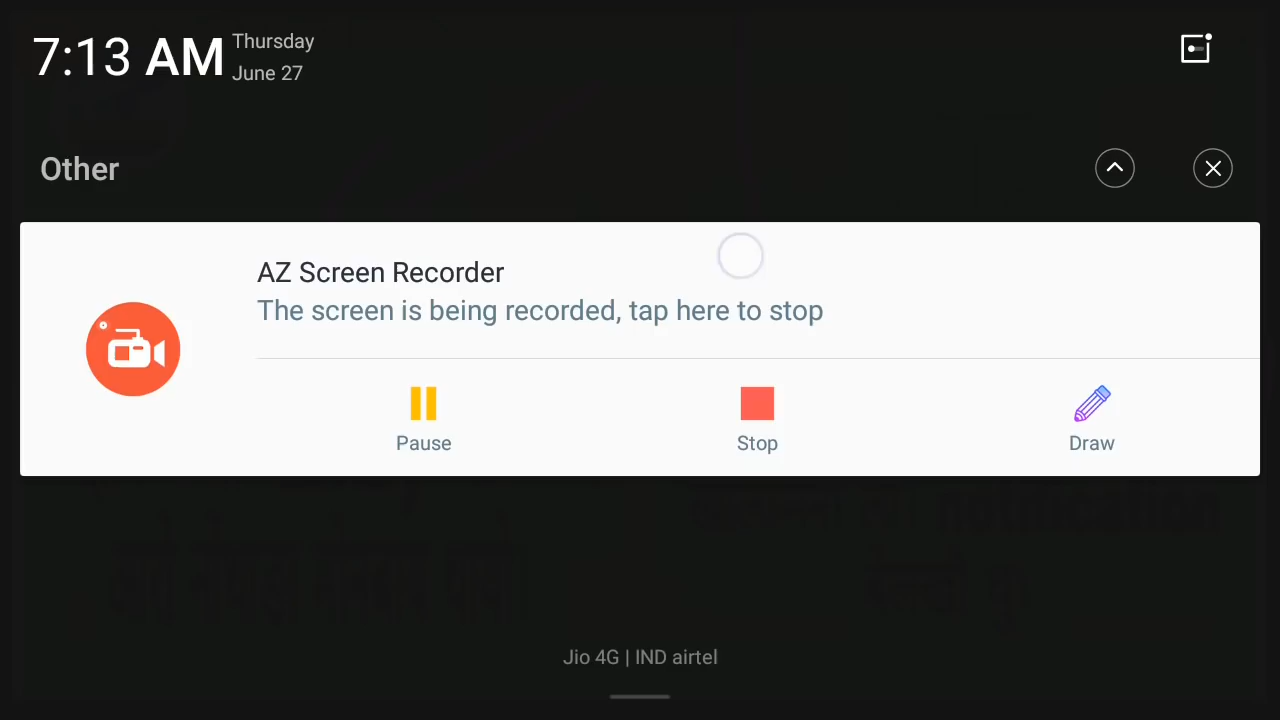 7:13 AM
Thursday
June 27
Other
AZ Screen Recorder
The screen is being recorded, tap here to stop
Pause
Stop
Draw
notification
Jio 4G | IND airtel